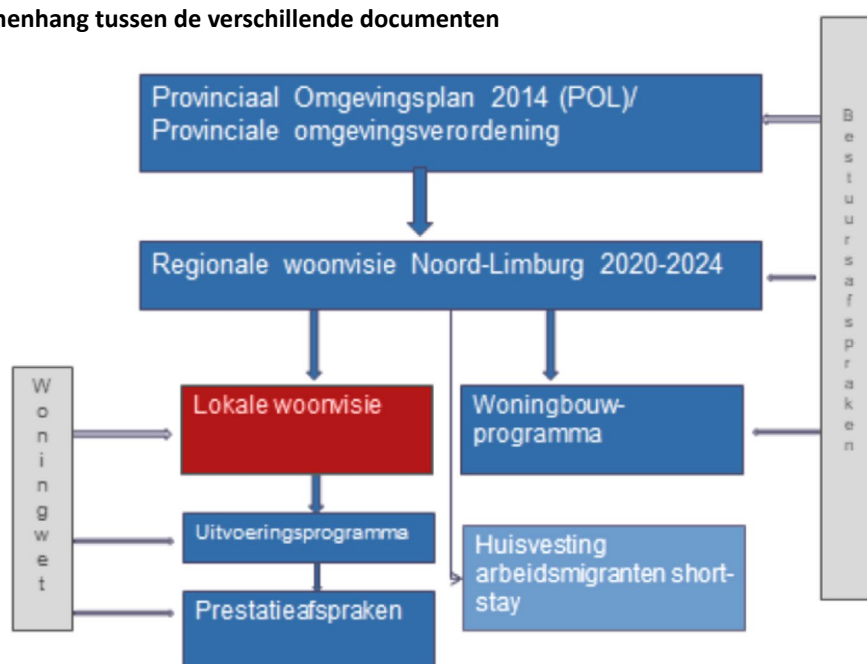 nenhang tussen de verschillende documenten
Provinciaal Omgevingsplan 2014 (POL)/
Provinciale omgevingsverordening
Regionale woonvisie Noord-Limburg 2020-2024
Lokale woonvisie
Woningbouw-
programma
Uitvoeringsprogramma
Huisvesting
arbeidsmigranten short-
stay
Prestatieafspraken
Woningwet
Bestuursafspraken